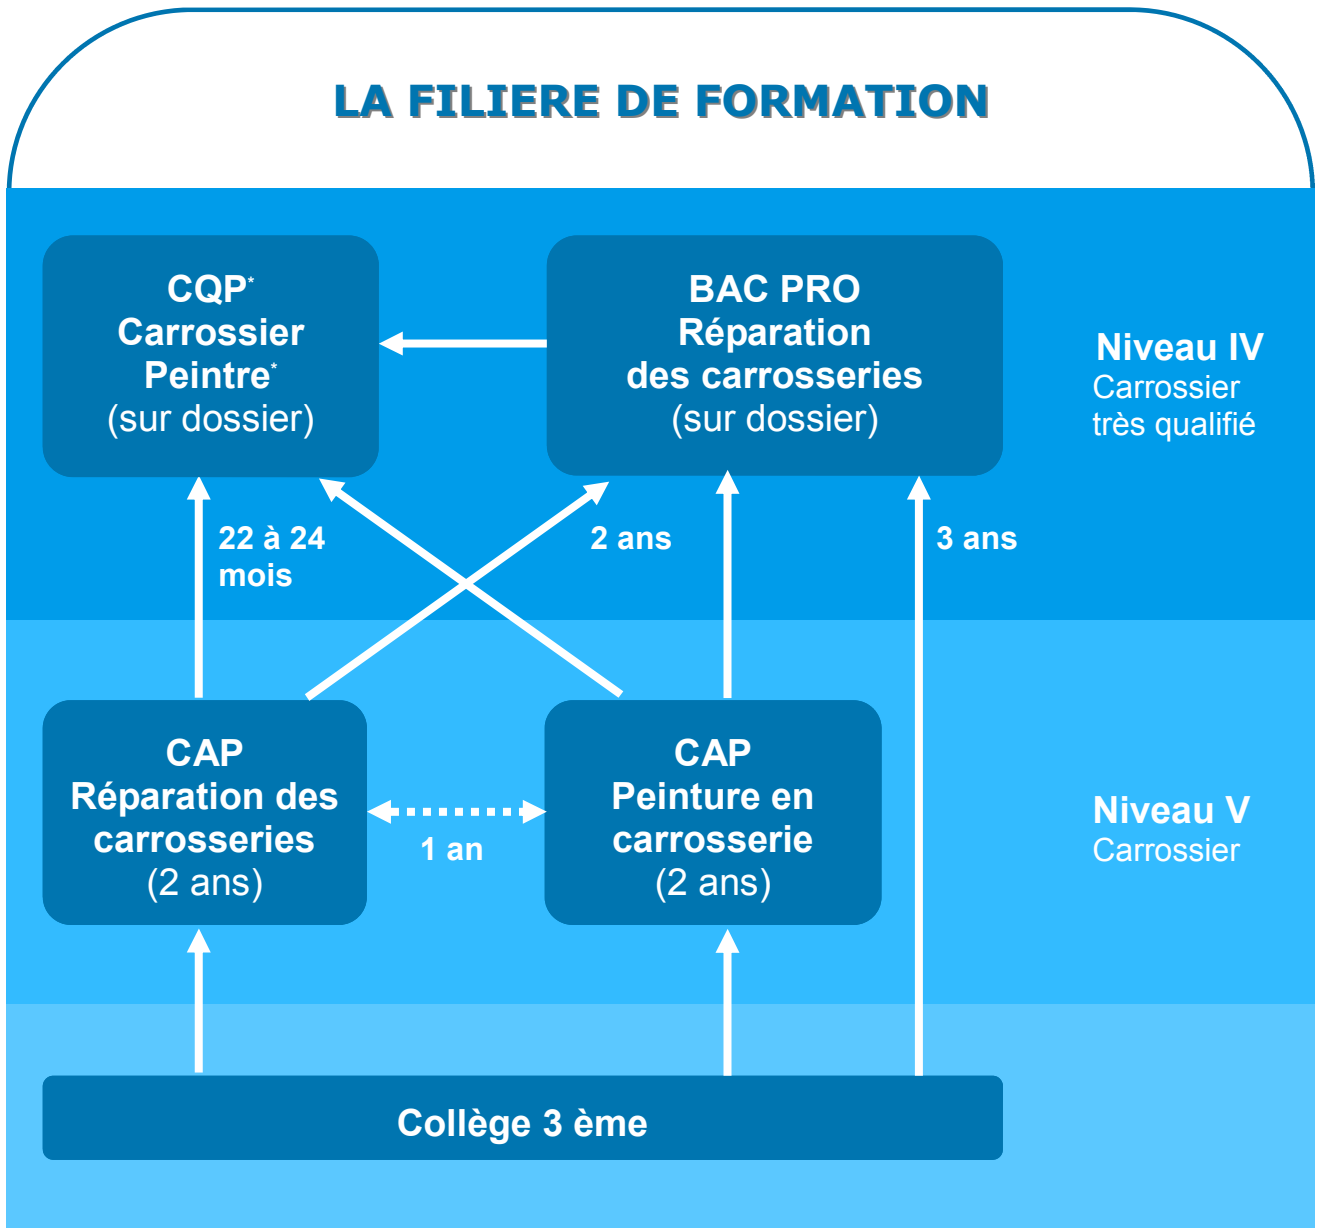 LA FILIERE DE FORMATION
CQP*
Carrossier
Peintre*
(sur dossier)
BAC PRO
Réparation
des carrosseries
(sur dossier)
Niveau IV
Carrossier
très qualifié
22 à 24
mois
2 ans
3 ans
CAP
Réparation des
carrosseries
(2 ans)
1 an
CAP
Peinture en
carrosserie
(2 ans)
Niveau V
Carrossier
Collège 3 ème